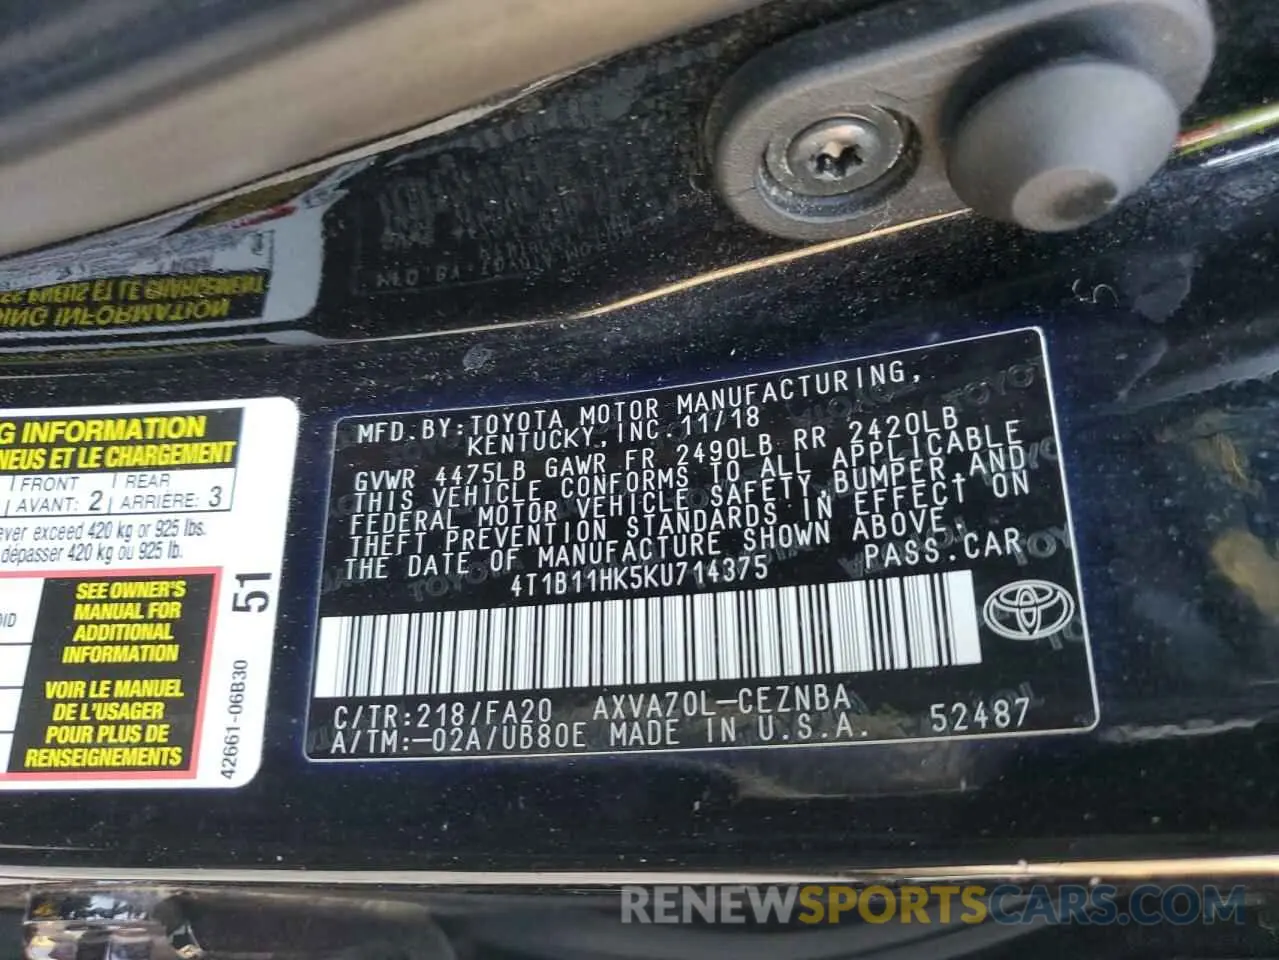 G INFORMATION
NEUS ET LE CHARGEMENT
FRONT
REAR
AVANT: 2
ARRIÈRE: 3
ever exceed 420 kg or 925 lbs.
dépasser 420 kg ou 925 lb.
SEE OWNER'S
MANUAL FOR
ADDITIONAL
INFORMATION
VOIR LE MANUEL
DE L'USAGER
POUR PLUS DE
RENSEIGNEMENTS
51
42661-06B30
MFD. BY: TOYOTA MOTOR MANUFACTURING,
KENTUCKY, INC. 11/18
GVWR 4475LB GAWR FR 2490LB RR 2420LB
THIS VEHICLE CONFORMS TO ALL APPLICABLE
FEDERAL MOTOR VEHICLE SAFETY, BUMPER, AND
THEFT PREVENTION STANDARDS IN EFFECT ON
THE DATE OF MANUFACTURE SHOWN ABOVE.
4T1B11HK5KU714375 PASS. CAR
C/TR: 218/FA20 AXVA70L-CEZNBA
A/TM: -02A/UB80E MADE IN U.S.A. 52487
RENEWSPORTSCARS.COM